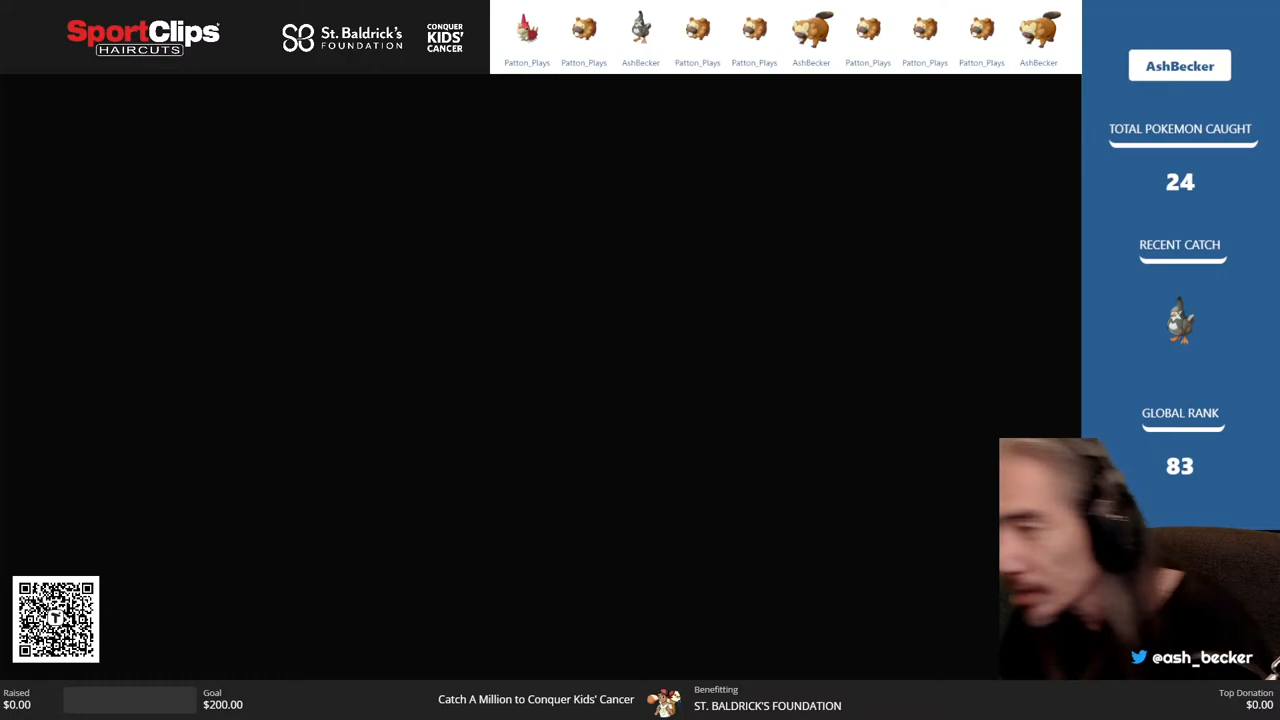 SportClips
HAIRCUTS
St. Baldrick's
FOUNDATION
CONQUER
KIDS'
CANCER
Patton_Plays Patton_Plays AshBecker Patton_Plays Patton_Plays AshBecker Patton_Plays Patton_Plays Patton_Plays AshBecker
AshBecker
TOTAL POKEMON CAUGHT
24
RECENT CATCH
GLOBAL RANK
83
@ash_becker
Raised
$0.00
Goal
$200.00
Catch A Million to Conquer Kids' Cancer
Benefitting
ST. BALDRICK'S FOUNDATION
Top Donation
$0.00